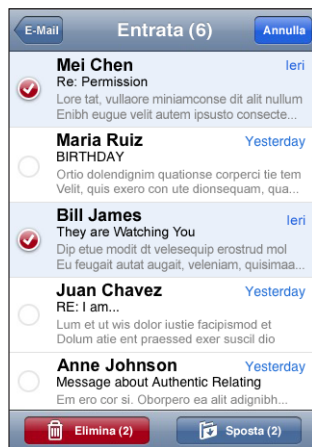 E-Mail
Entrata (6)
Annulla
Mei Chen
Ieri
Re: Permission
Lore tat, vullaore miniamconse dit alit nullum
Enibh eugue velit autem ipsusto consecte...
Maria Ruiz
Yesterday
BIRTHDAY
Ortio dolendignim quationse corperci tie tem
Velit, quis exero con ute dionsequam, qua...
Bill James
Ieri
They are Watching You
Dip etue modit dt velesequip erostrud mol
Eu feugait autat augait, veleniam, quisimaa...
Juan Chavez
Yesterday
RE: I am...
Lum et ut wis dolor iustie facipismod et
Dolum atie ent praessed exer suscil dio
Anne Johnson
Yesterday
Message about Authentic Relating
Em ero cor si. Oborpero ea alit adignibh...
Elimina (2)
Sposta (2)